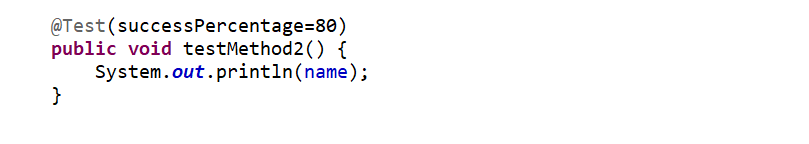 @Test(successPercentage=80)
public void testMethod2() {
    System.out.println(name);
}